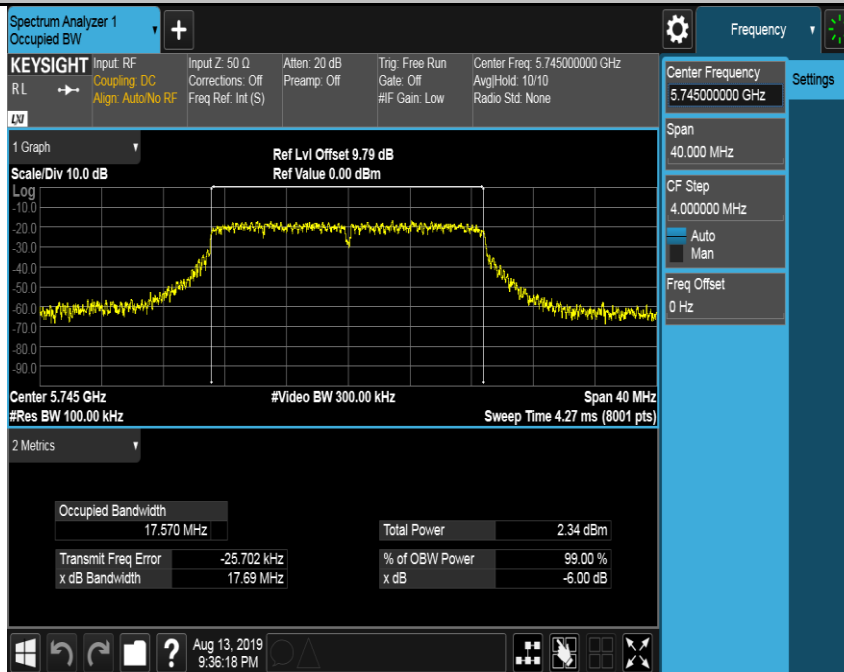 Spectrum Analyzer 1
Occupied BW
+
Frequency
KEYSIGHT
RL
LXI
Input: RF
Coupling: DC
Align: Auto/No RF
Input Z: 50 Ω
Corrections: Off
Freq Ref: Int (S)
Atten: 20 dB
Preamp: Off
Trig: Free Run
Gate: Off
#IF Gain: Low
Center Freq: 5.745000000 GHz
Avg|Hold: 10/10
Radio Std: None
Center Frequency
5.745000000 GHz
Settings
Span
40.000 MHz
CF Step
4.000000 MHz
Auto
Man
Freq Offset
0 Hz
1 Graph
Scale/Div 10.0 dB
Ref Lvl Offset 9.79 dB
Ref Value 0.00 dBm
Log
-10.0
-20.0
-30.0
-40.0
-50.0
-60.0
-70.0
-80.0
-90.0
Center 5.745 GHz
#Video BW 300.00 kHz
Span 40 MHz
#Res BW 100.00 kHz
Sweep Time 4.27 ms (8001 pts)
2 Metrics
Occupied Bandwidth
17.570 MHz
Total Power 2.34 dBm
Transmit Freq Error -25.702 kHz
% of OBW Power 99.00 %
x dB Bandwidth 17.69 MHz
x dB -6.00 dB
?
Aug 13, 2019
9:36:18 PM